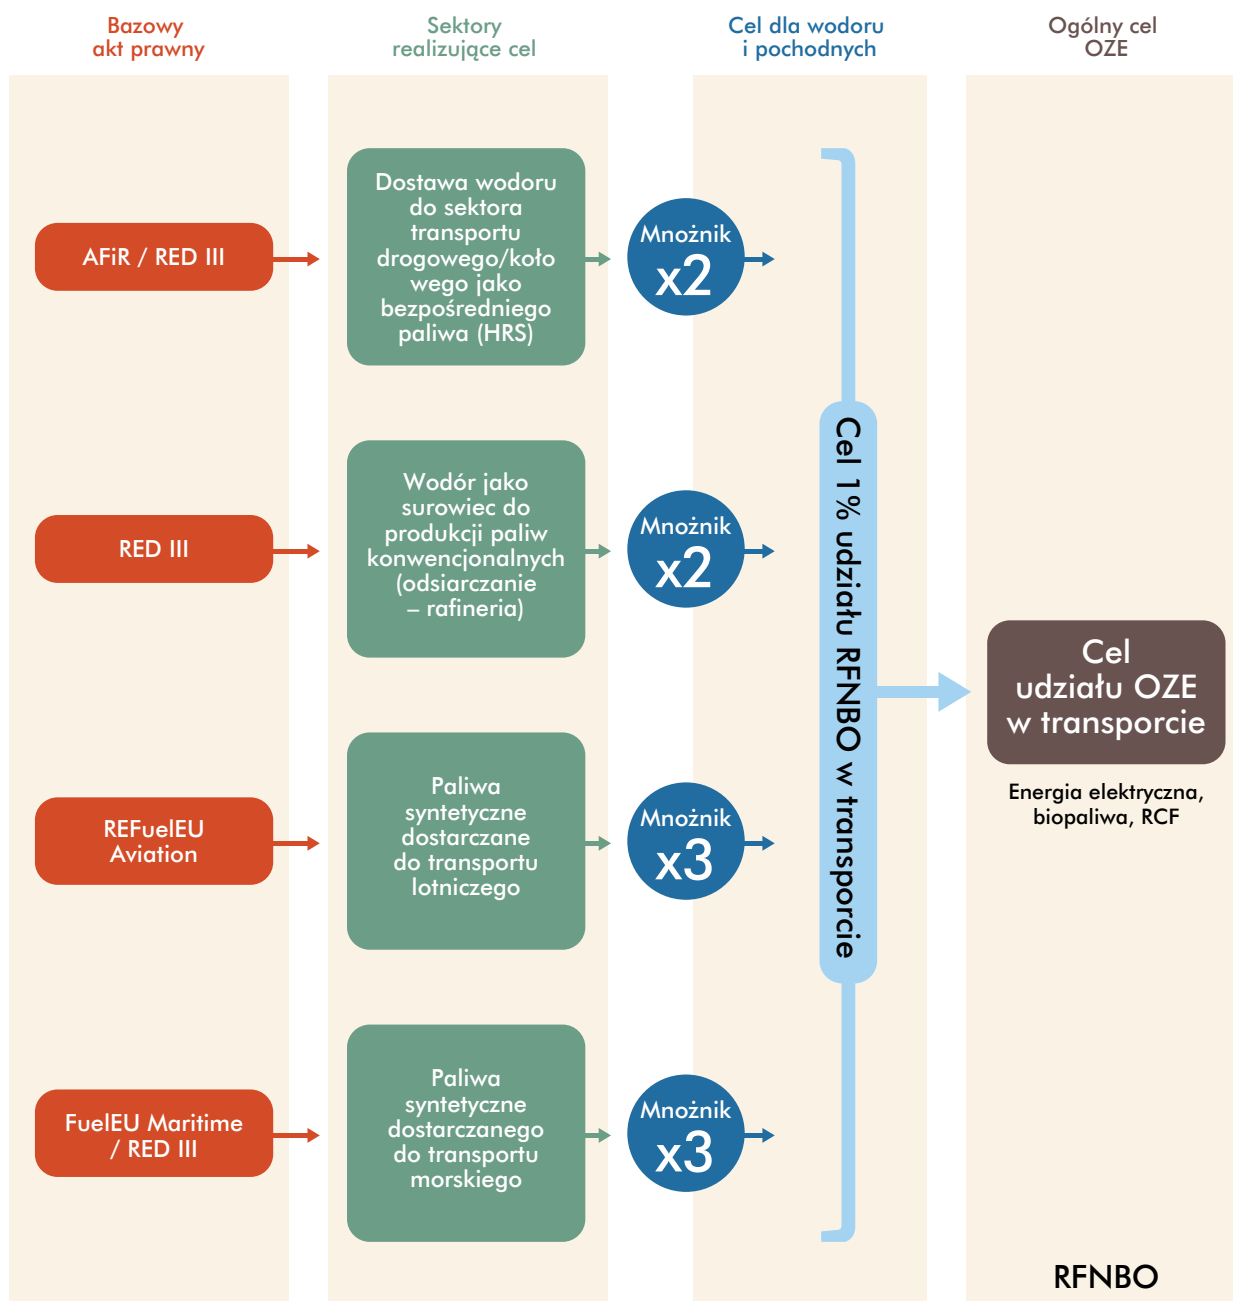 Bazowy
akt prawny
Sektory
realizujące cel
Cel dla wodoru
i pochodnych
Ogólny cel
OZE
AFiR / RED III
Dostawa wodoru
do sektora
transportu
drogowego/koło
wego jako
bezpośredniego
paliwa (HRS)
Mnożnik
x2
RED III
Wodór jako
surowiec do
produkcji paliw
konwencjonalnych
(odsiarczanie
– rafineria)
Mnożnik
x2
REFuelEU
Aviation
Paliwa
syntetyczne
dostarczane
do transportu
lotniczego
Mnożnik
x3
FuelEU Maritime
/ RED III
Paliwa
syntetyczne
dostarczanego
do transportu
morskiego
Mnożnik
x3
Cel 1% udziału RFNBO w transporcie
Cel
udziału OZE
w transporcie
Energia elektryczna,
biopaliwa, RCF
RFNBO